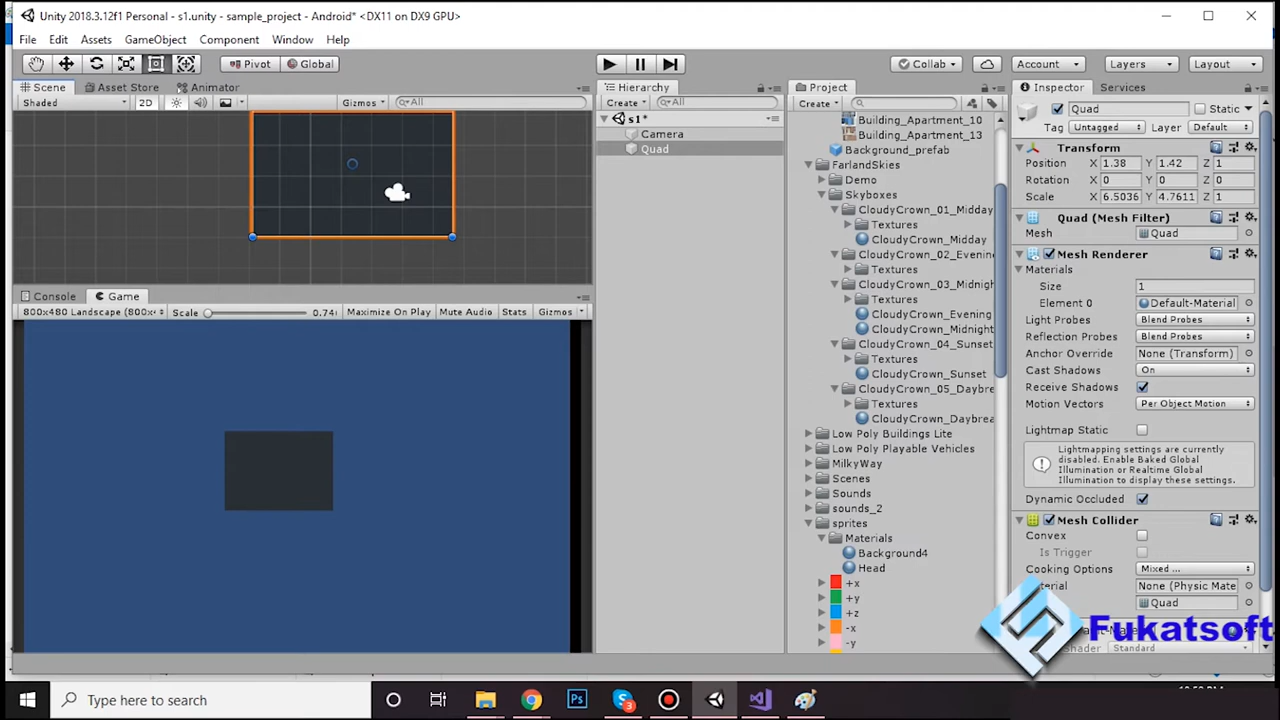 Unity 2018.3.12f1 Personal - s1.unity - sample_project - Android* <DX11 on DX9 GPU>
File Edit Assets GameObject Component Window Help
Pivot Global Collab Account Layers Layout
Scene Asset Store Animator
Shaded 2D Gizmos All
Console Game
800x480 Landscape (800x Scale 0.74 Maximize On Play Mute Audio Stats Gizmos
Hierarchy
Create All
s1*
Camera
Quad
Project
Create
Building_Apartment_10
Building_Apartment_13
Background_prefab
FarlandSkies
Demo
Skyboxes
CloudyCrown_01_Midday
Textures
CloudyCrown_Midday
CloudyCrown_02_Evenin
Textures
CloudyCrown_03_Midnigh
Textures
CloudyCrown_Evening
CloudyCrown_Midnight
CloudyCrown_04_Sunset
Textures
CloudyCrown_Sunset
CloudyCrown_05_Daybre
Textures
CloudyCrown_Daybrea
Low Poly Buildings Lite
Low Poly Playable Vehicles
MilkyWay
Scenes
Sounds
sounds_2
sprites
Materials
Background4
Head
+x
+y
+z
-x
-y
Inspector Services
Quad Static
Tag Untagged Layer Default
Transform
Position X 1.38 Y 1.42 Z 1
Rotation X 0 Y 0 Z 0
Scale X 6.5036 Y 4.7611 Z 1
Quad (Mesh Filter)
Mesh Quad
Mesh Renderer
Materials
Size 1
Element 0 Default-Material
Light Probes Blend Probes
Reflection Probes Blend Probes
Anchor Override None (Transform)
Cast Shadows On
Receive Shadows
Motion Vectors Per Object Motion
Lightmap Static
Lightmapping settings are currently
disabled. Enable Baked Global
Illumination or Realtime Global
Illumination to display these settings.
Dynamic Occluded
Mesh Collider
Convex
Is Trigger
Cooking Options Mixed ...
aterial None (Physic Mate
Quad
Standard
Fukatsoft
Type here to search